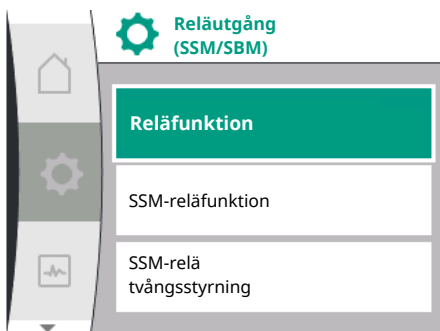 Reläutgång
(SSM/SBM)
Reläfunktion
SSM-reläfunktion
SSM-relä
tvångsstyrning